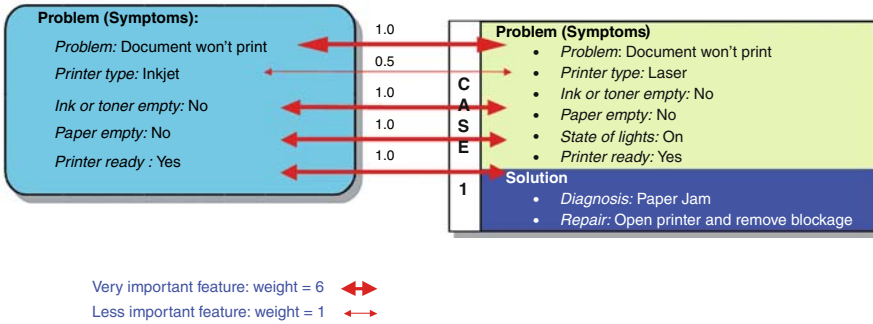 Problem (Symptoms):
Problem: Document won't print
Printer type: Inkjet
Ink or toner empty: No
Paper empty: No
Printer ready : Yes
1.0
0.5
1.0
1.0
1.0
C
A
S
E
1
Problem (Symptoms)
• Problem: Document won't print
• Printer type: Laser
• Ink or toner empty: No
• Paper empty: No
• State of lights: On
• Printer ready: Yes
Solution
• Diagnosis: Paper Jam
• Repair: Open printer and remove blockage
Very important feature: weight = 6
Less important feature: weight = 1